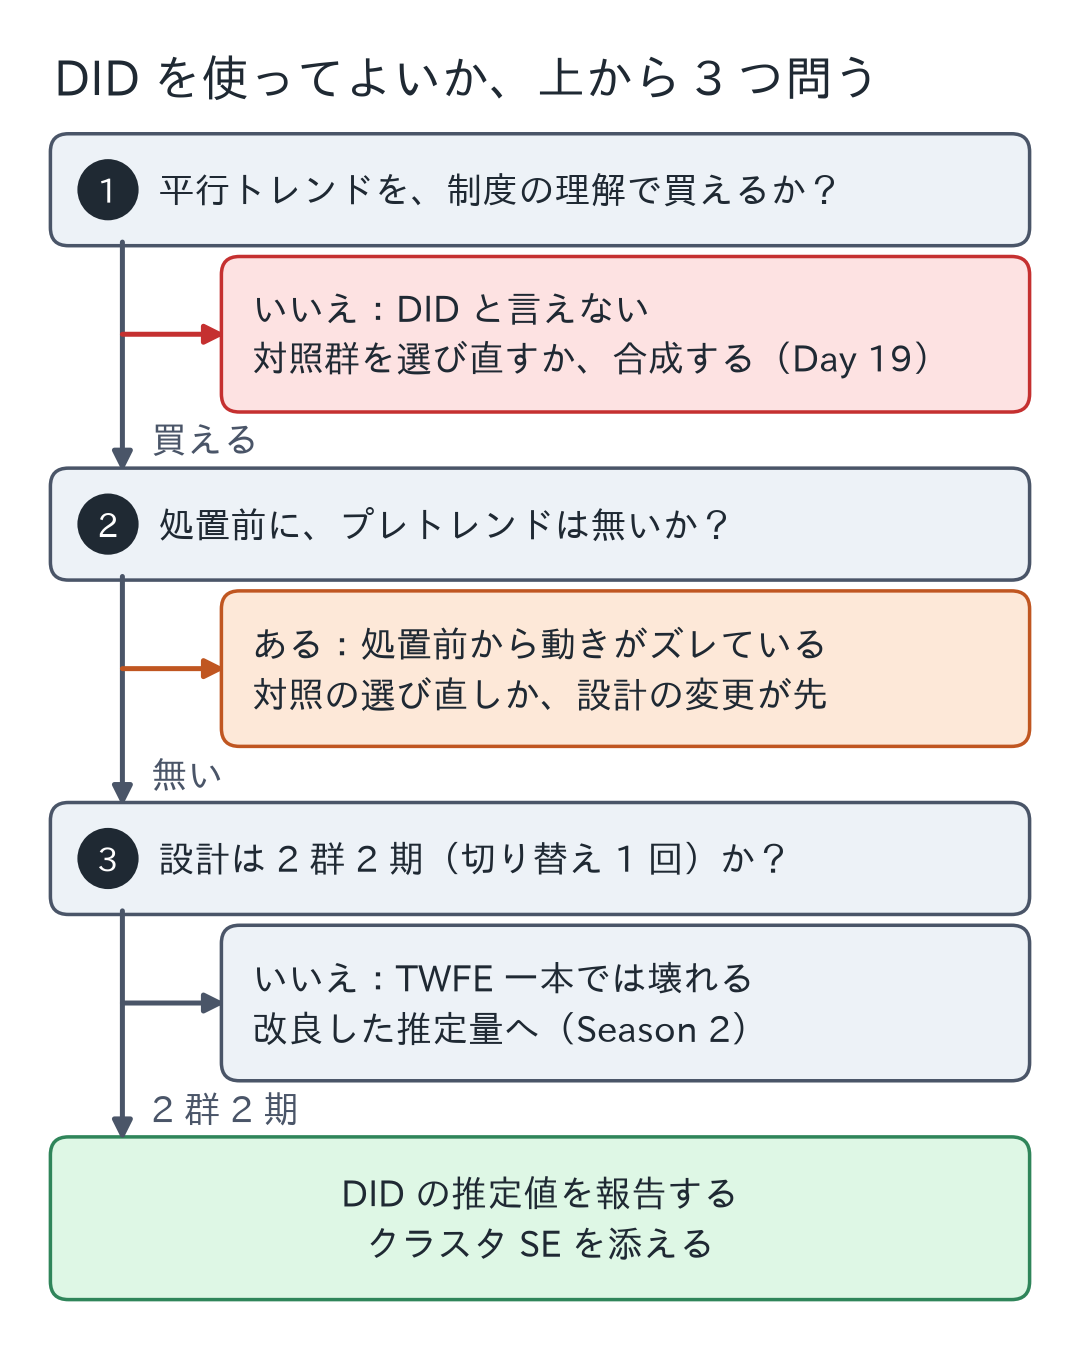 DID を使ってよいか、上から 3 つ問う
1 平行トレンドを、制度の理解で買えるか？
いいえ：DID と言えない
対照群を選び直すか、合成する（Day 19）
買える
2 処置前に、プレトレンドは無いか？
ある：処置前から動きがズレている
対照の選び直しか、設計の変更が先
無い
3 設計は 2 群 2 期（切り替え 1 回）か？
いいえ：TWFE 一本では壊れる
改良した推定量へ（Season 2）
2 群 2 期
DID の推定値を報告する
クラスタ SE を添える